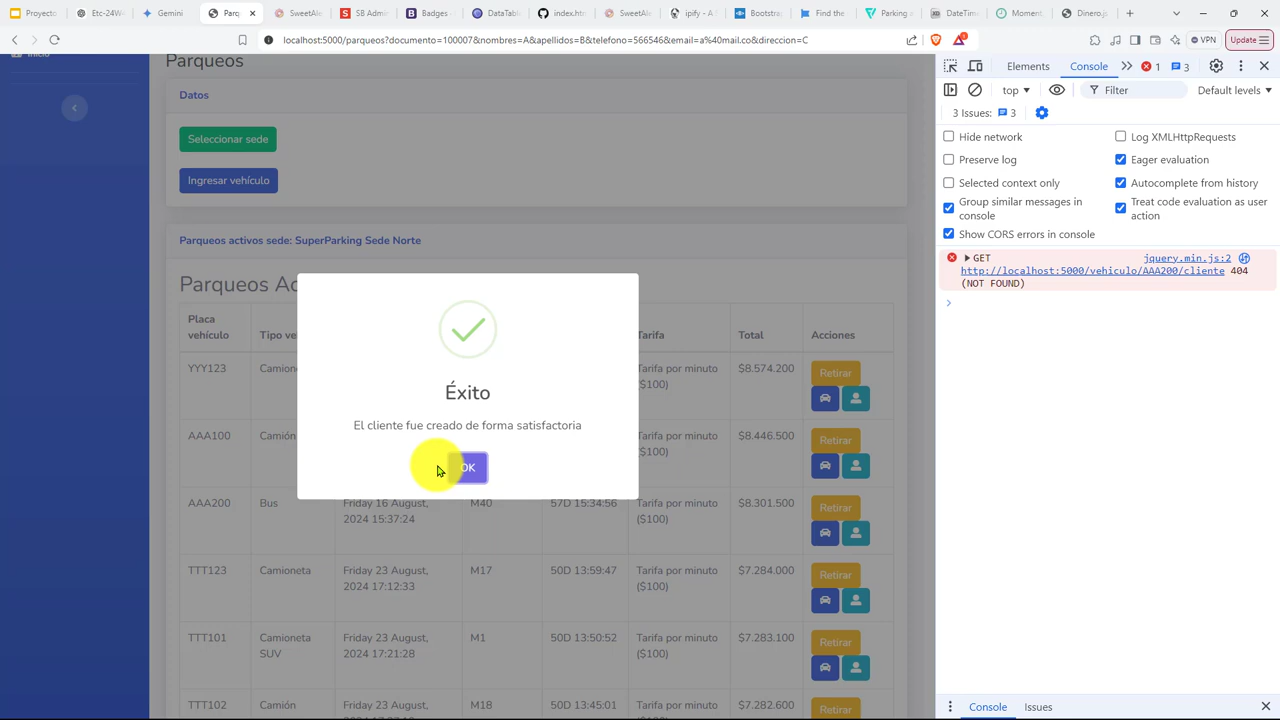 Proyecto
Etc-24W
Gemini
Parq
SweetAle
SB Admi
Badges
DataTabl
index.htm
SweetAl
ipify - A
Bootstra
Find the
Parking a
DateTim
Moment.
Dinero.j
localhost:5000/parqueos?documento=100007&nombres=A&apellidos=B&telefono=566546&email=a%40mail.co&direccion=C
VPN
Update
Inicio
Parqueos
Datos
Seleccionar sede
Ingresar vehículo
Parqueos activos sede: SuperParking Sede Norte
Parqueos Ac
Placa vehículo
Tipo ve
Tarifa
Total
Acciones
YYY123
Camion
Tarifa por minuto ($100)
$8.574.200
Retirar
AAA100
Camión
Tarifa por minuto ($100)
$8.446.500
Retirar
AAA200
Bus
Friday 16 August, 2024 15:37:24
M40
57D 15:34:56
Tarifa por minuto ($100)
$8.301.500
Retirar
TTT123
Camioneta
Friday 23 August, 2024 17:12:33
M17
50D 13:59:47
Tarifa por minuto ($100)
$7.284.000
Retirar
TTT101
Camioneta SUV
Friday 23 August, 2024 17:21:28
M1
50D 13:50:52
Tarifa por minuto ($100)
$7.283.100
Retirar
TTT102
Camioneta
Friday 23 August,
M18
50D 13:45:01
Tarifa por minuto
$7.282.600
Retirar
Éxito
El cliente fue creado de forma satisfactoria
OK
Elements
Console
1
3
top
Filter
Default levels
3 Issues:
3
Hide network
Log XMLHttpRequests
Preserve log
Eager evaluation
Selected context only
Autocomplete from history
Group similar messages in console
Treat code evaluation as user action
Show CORS errors in console
GET
jquery.min.js:2
http://localhost:5000/vehiculo/AAA200/cliente 404
(NOT FOUND)
Console
Issues